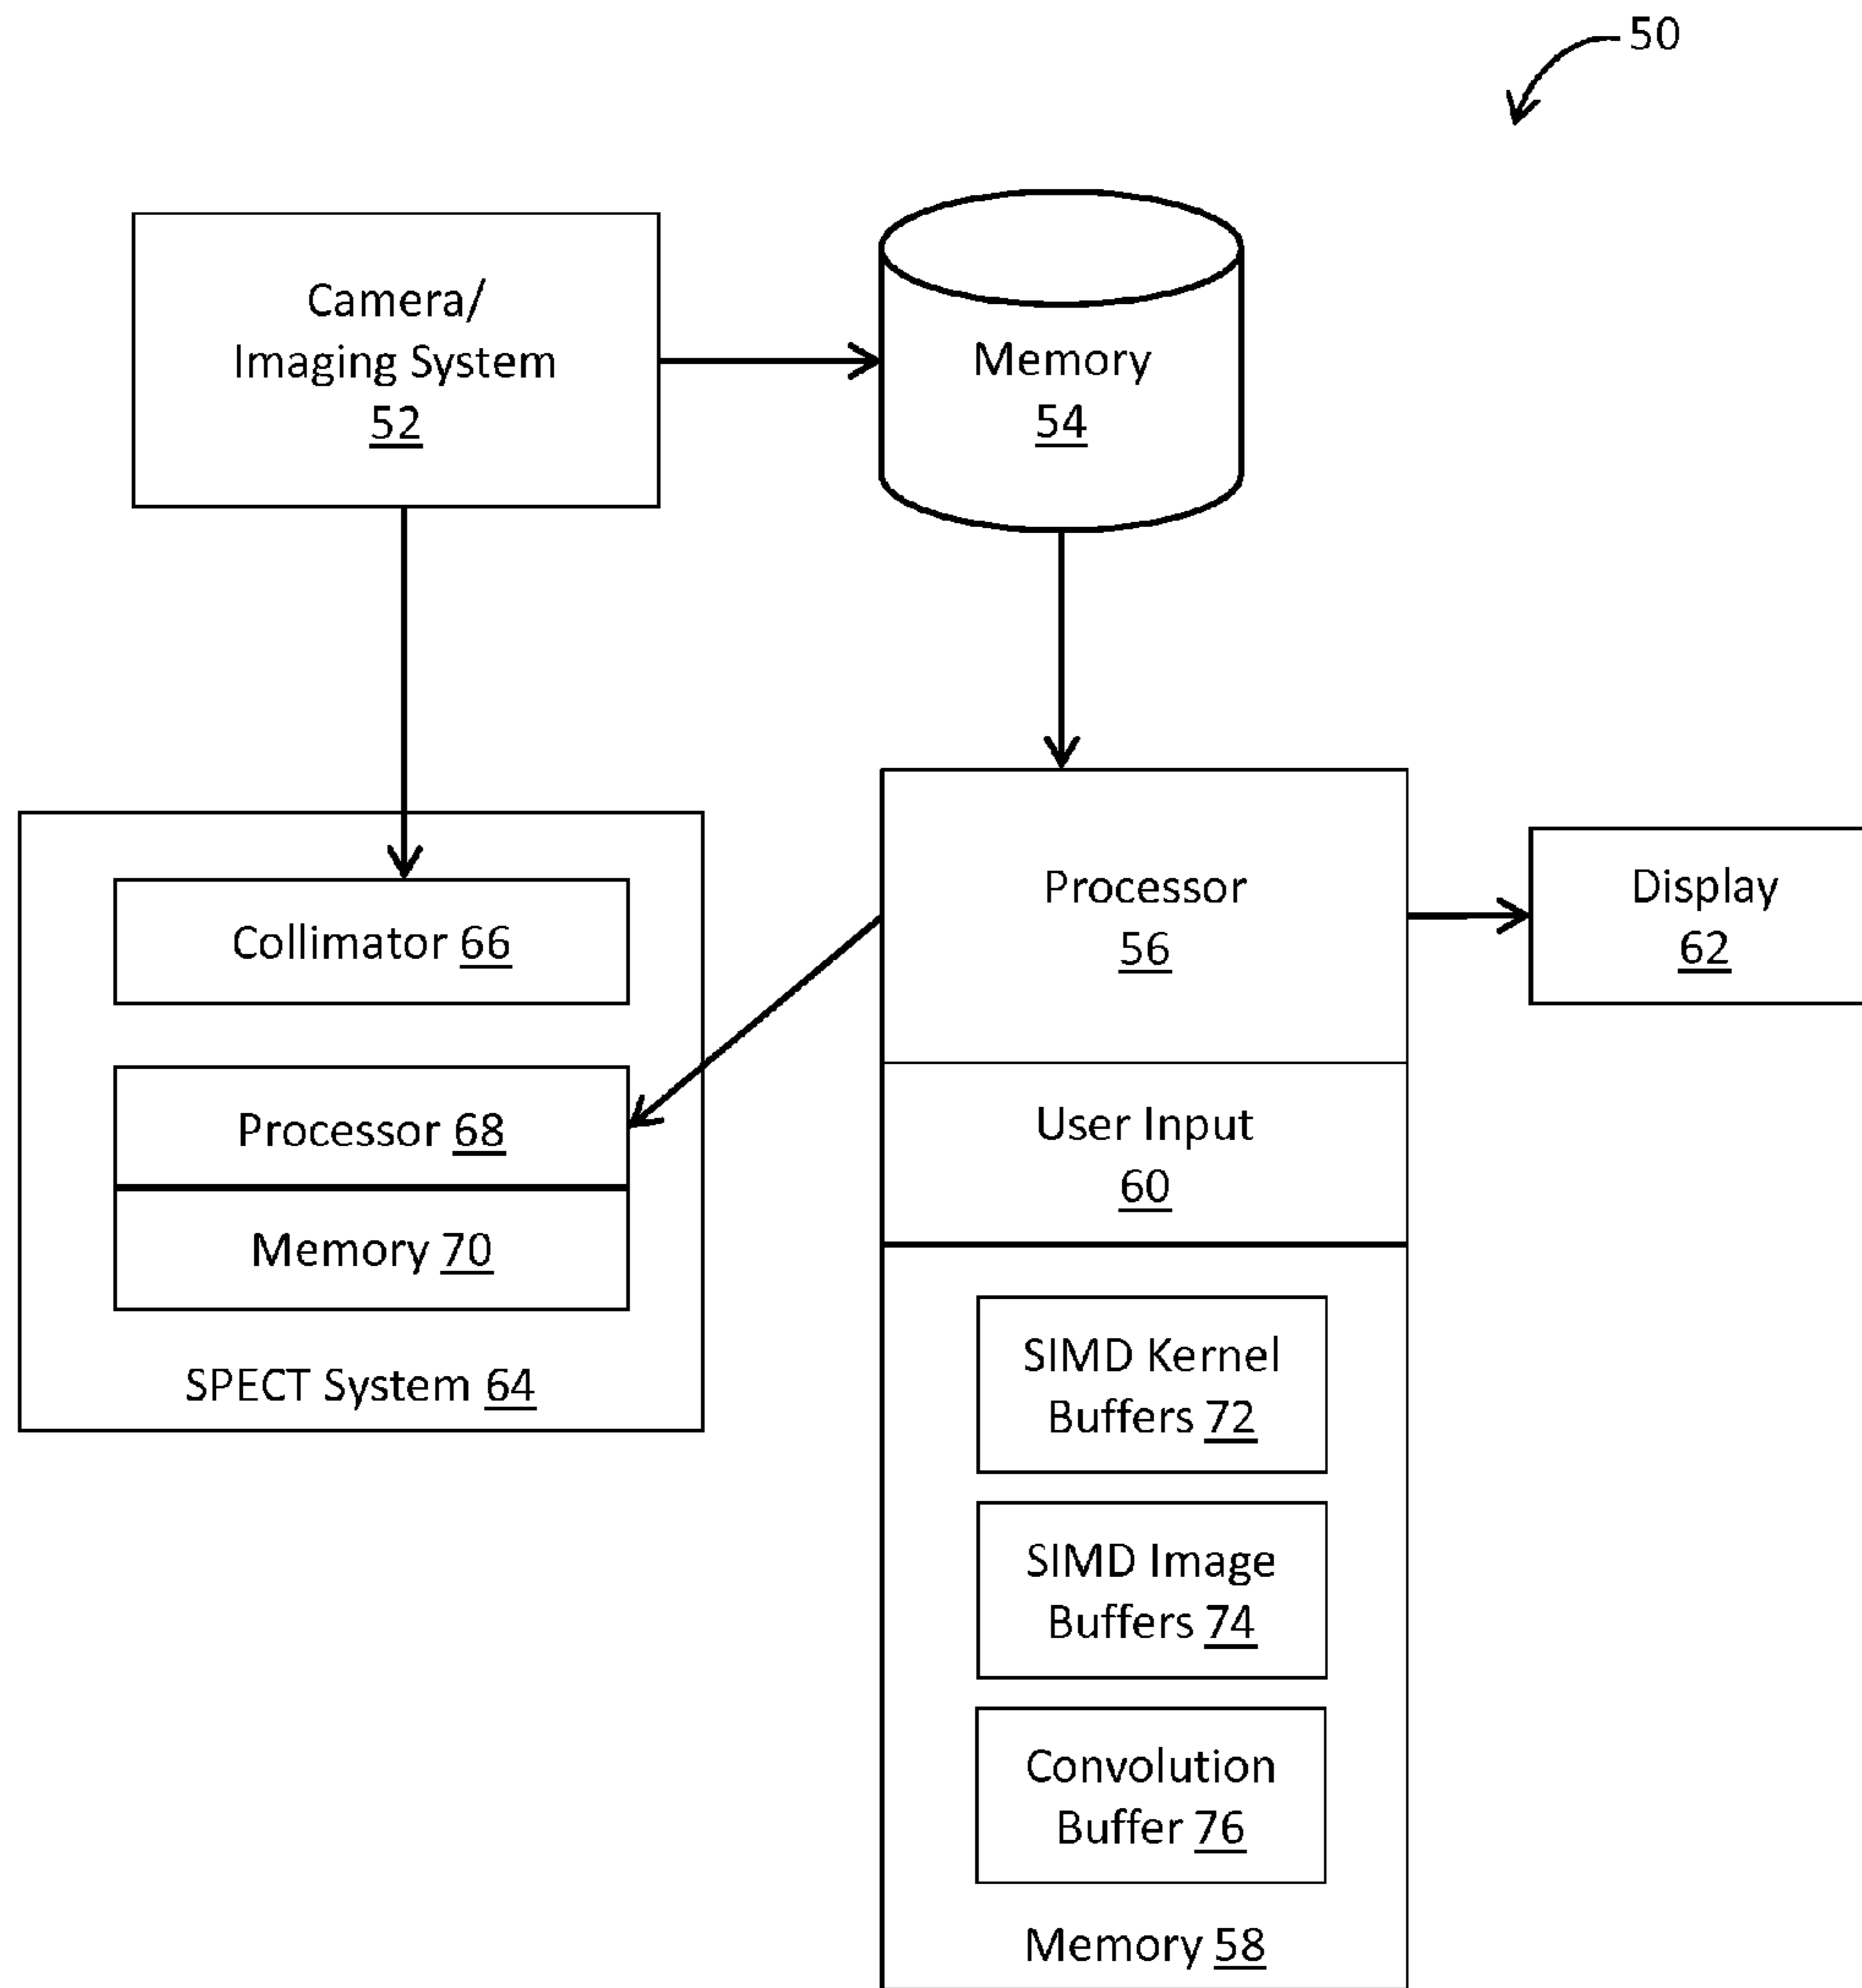 50
Camera/
Imaging System
52
Memory
54
Processor
56
Display
62
Collimator 66
Processor 68
Memory 70
SPECT System 64
User Input
60
SIMD Kernel
Buffers 72
SIMD Image
Buffers 74
Convolution
Buffer 76
Memory 58